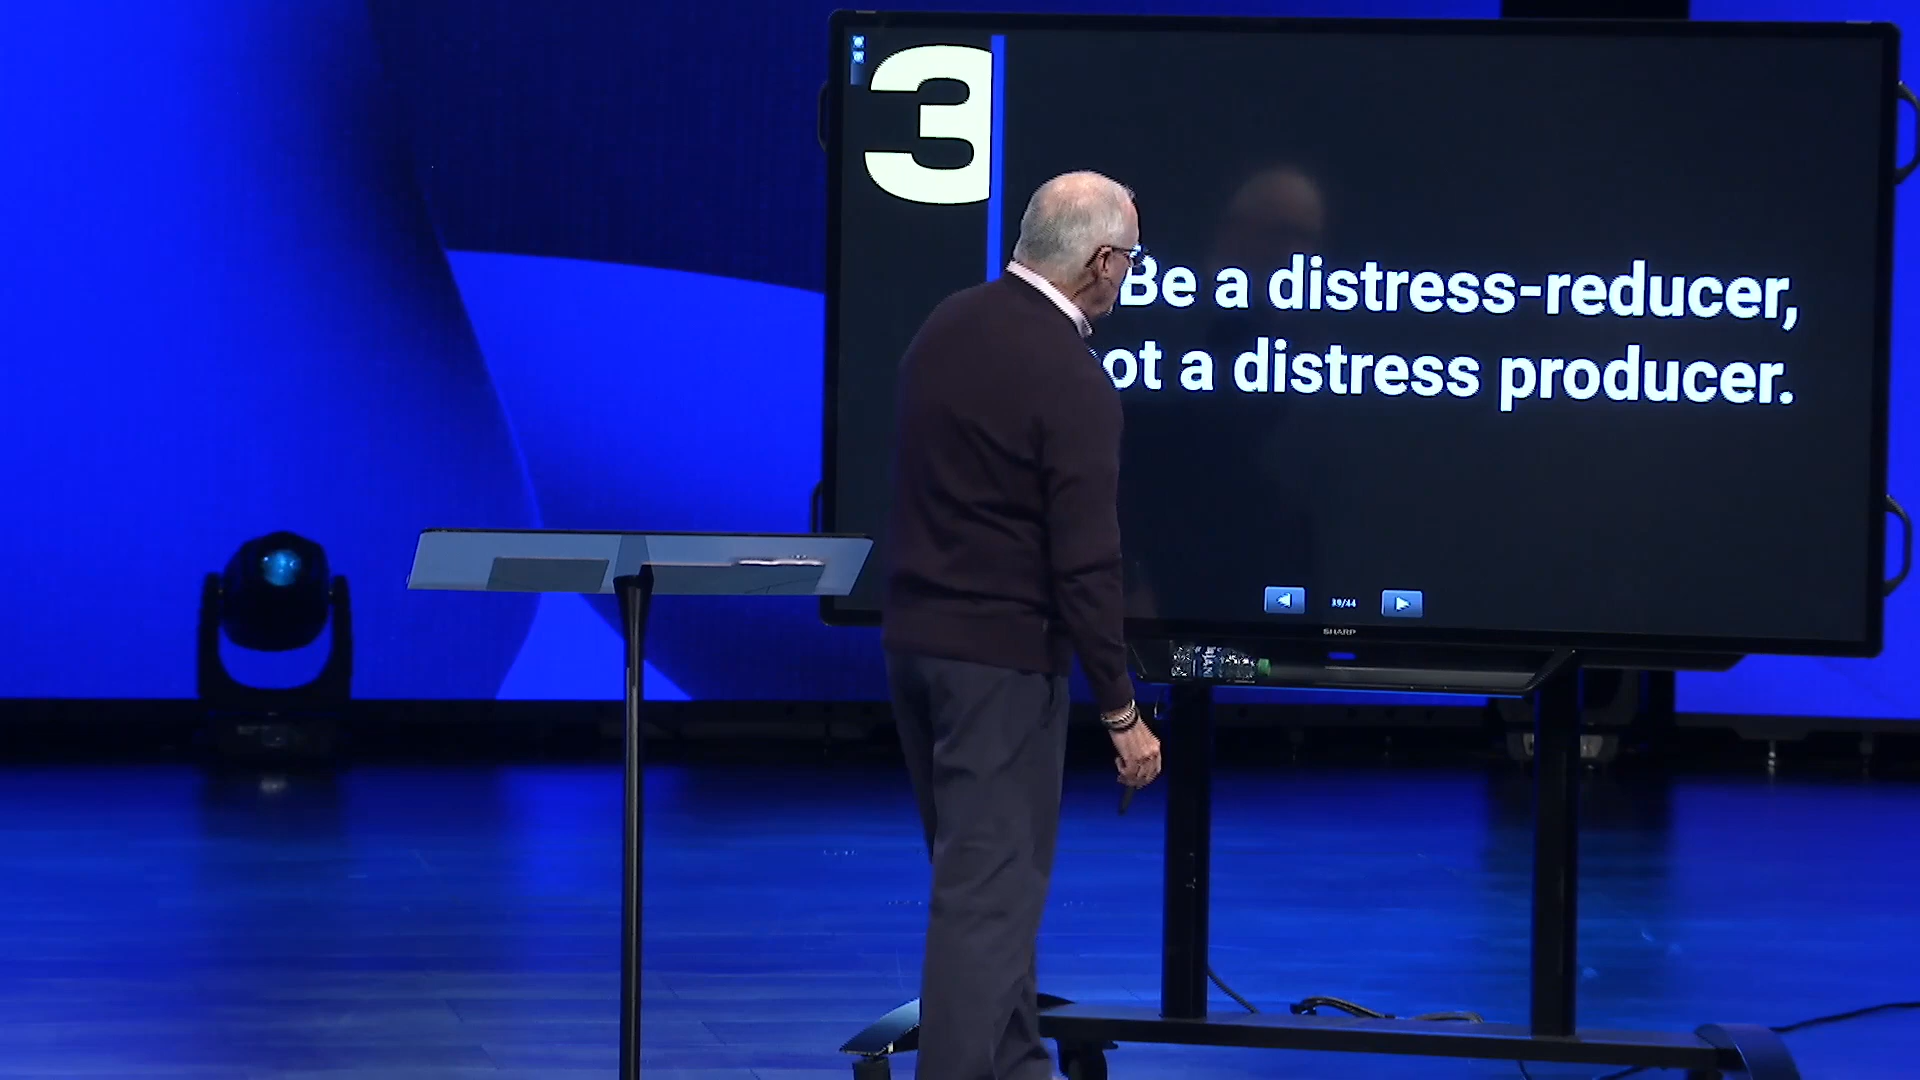 3
Be a distress-reducer,
ot a distress producer.
39/44
SHARP